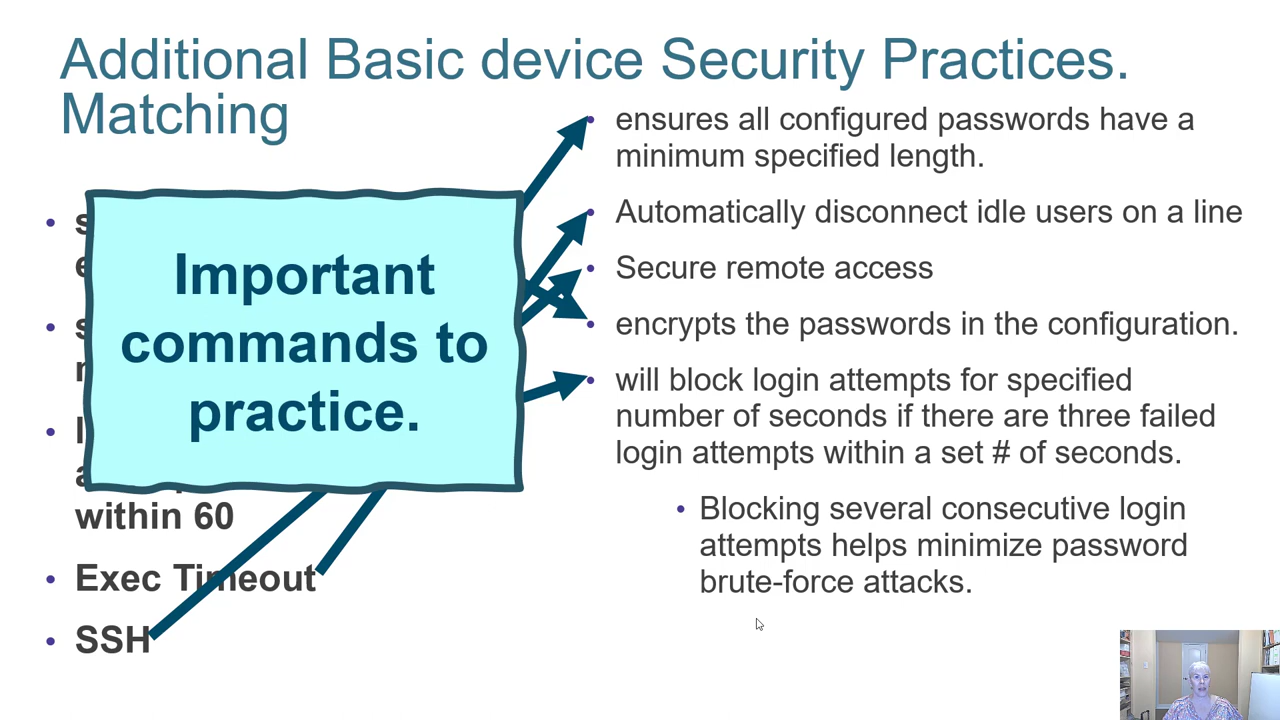 Additional Basic device Security Practices.
Matching
within 60
Exec Timeout
SSH
Important
commands to
practice.
ensures all configured passwords have a
minimum specified length.
Automatically disconnect idle users on a line
Secure remote access
encrypts the passwords in the configuration.
will block login attempts for specified
number of seconds if there are three failed
login attempts within a set # of seconds.
Blocking several consecutive login
attempts helps minimize password
brute-force attacks.